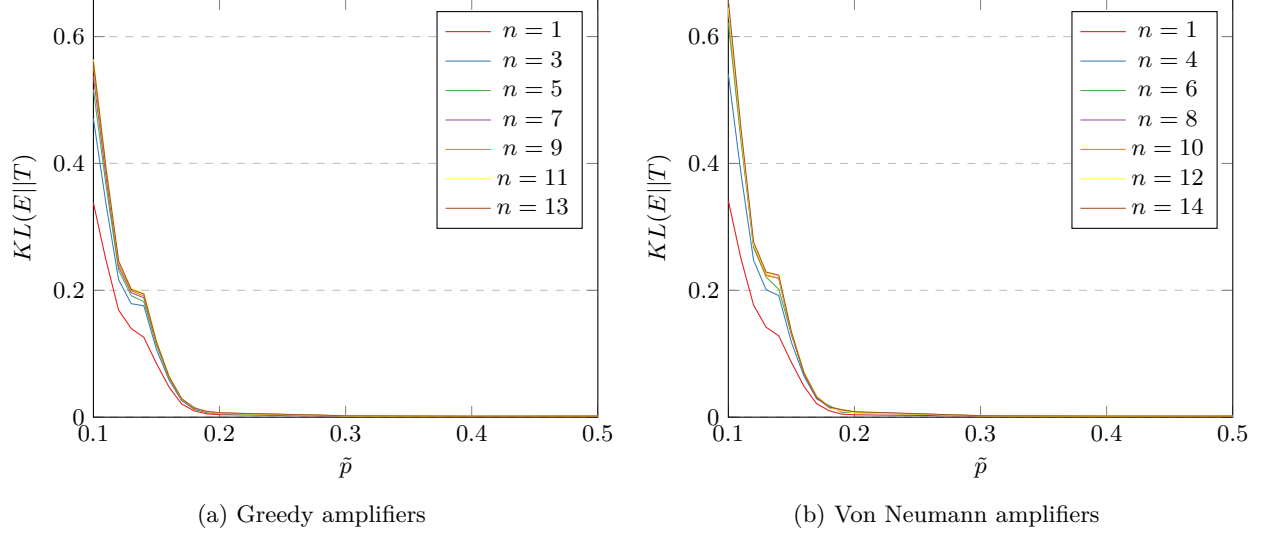 0.6
0.4
0.2
0
0.1
0.2
0.3
0.4
0.5
KL(E||T)
p̃
n = 1
n = 3
n = 5
n = 7
n = 9
n = 11
n = 13
(a) Greedy amplifiers
0.6
0.4
0.2
0
0.1
0.2
0.3
0.4
0.5
KL(E||T)
p̃
n = 1
n = 4
n = 6
n = 8
n = 10
n = 12
n = 14
(b) Von Neumann amplifiers